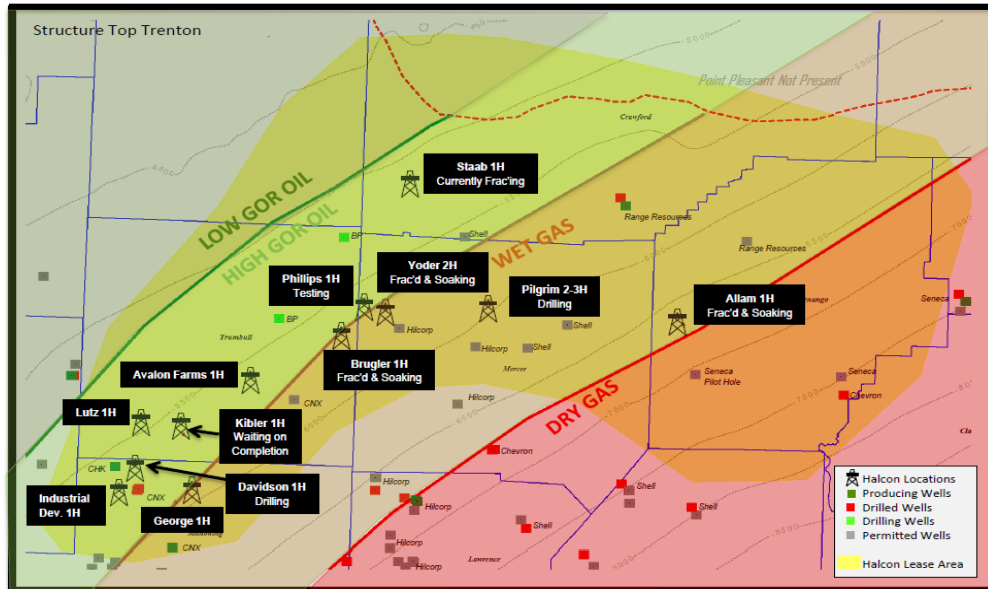 Structure Top Trenton
5000
Point Pleasant Not Present
Crawford
Staab 1H
Currently Frac'ing
LOW GOR OIL
HIGH GOR OIL
WET GAS
Range Resources
BP
Shell
Range Resources
Yoder 2H
Frac'd & Soaking
Phillips 1H
Testing
Pilgrim 2-3H
Drilling
Allam 1H
Frac'd & Soaking
Seneca
BP
Hilcorp
Shell
Trumbull
Hilcorp
Shell
Brugler 1H
Frac'd & Soaking
Mercer
Avalon Farms 1H
Seneca
Pilot Hole
Seneca
Chevron
DRY GAS
CNX
Hilcorp
Lutz 1H
Kibler 1H
Waiting on
Completion
Chevron
CHK
Industrial
Dev. 1H
CNX
Davidson 1H
Drilling
Hilcorp
Shell
Hilcorp
Shell
Shell
George 1H
CNX
Lawrence
Hilcorp
Halcon Locations
Producing Wells
Drilled Wells
Drilling Wells
Permitted Wells
Halcon Lease Area